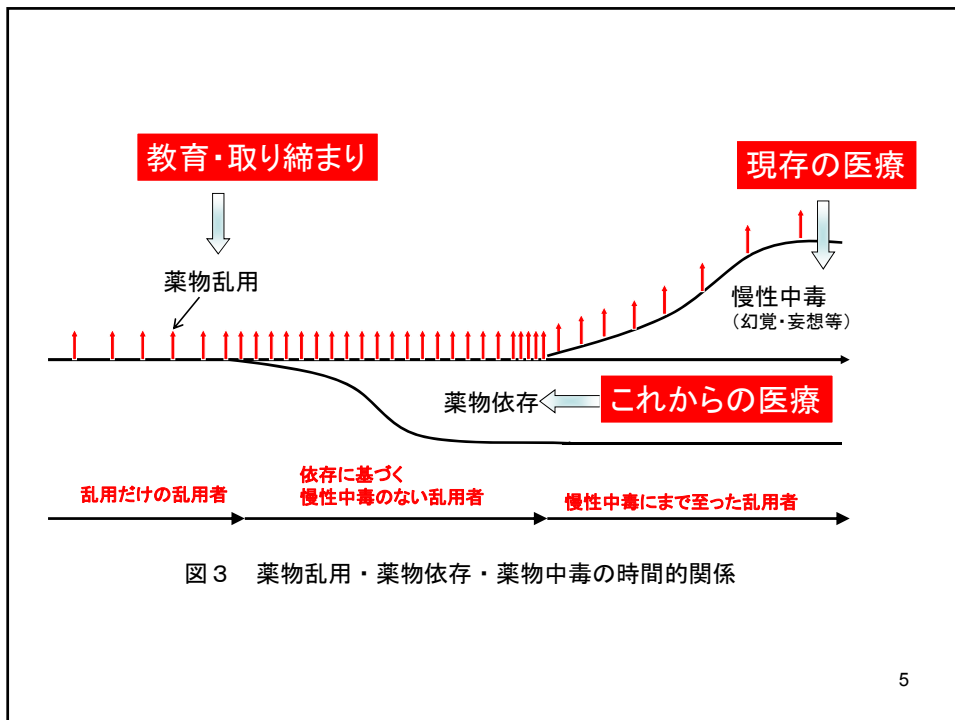 教育・取り締まり
現存の医療
薬物乱用
慢性中毒
（幻覚・妄想等）
薬物依存
これからの医療
乱用だけの乱用者
依存に基づく
慢性中毒のない乱用者
慢性中毒にまで至った乱用者
図３　薬物乱用・薬物依存・薬物中毒の時間的関係
5